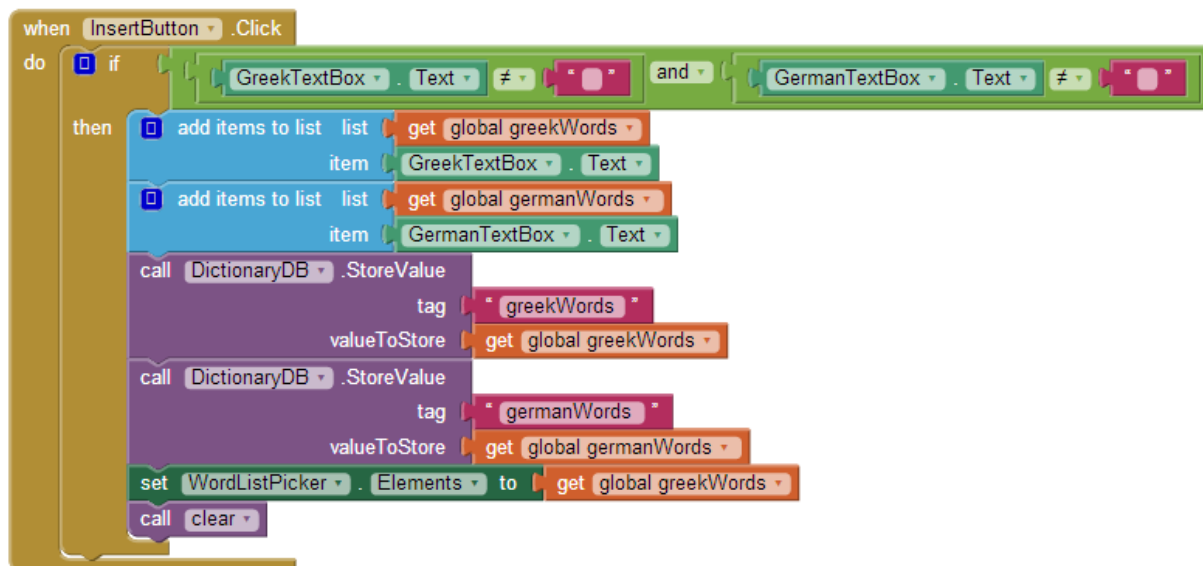 when InsertButton .Click
do if GreekTextBox . Text ≠ " " and GermanTextBox . Text ≠ " "
then add items to list list get global greekWords
item GreekTextBox . Text
add items to list list get global germanWords
item GermanTextBox . Text
call DictionaryDB .StoreValue
tag " greekWords "
valueToStore get global greekWords
call DictionaryDB .StoreValue
tag " germanWords "
valueToStore get global germanWords
set WordListPicker . Elements to get global greekWords
call clear